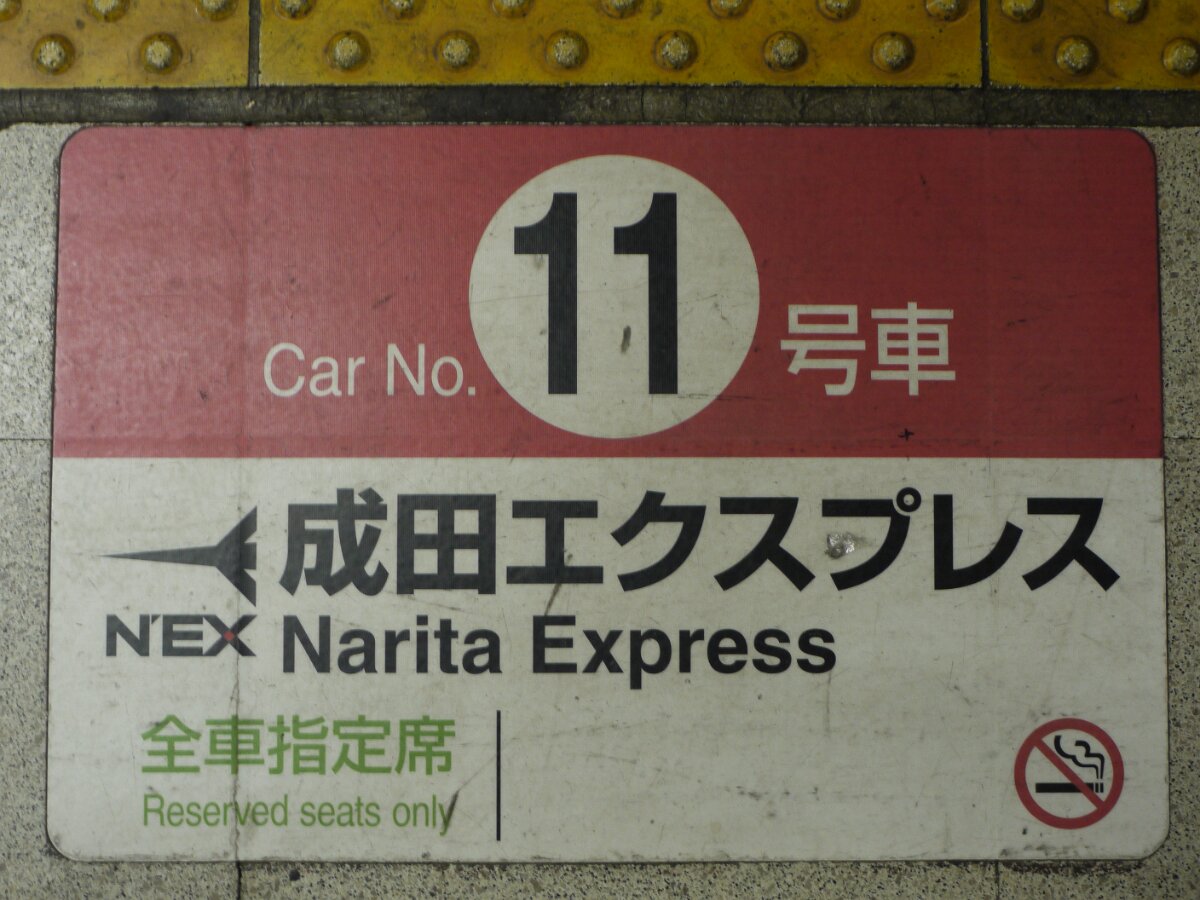 Car No. 11 号車
成田エクスプレス
N'EX Narita Express
全車指定席
Reserved seats only